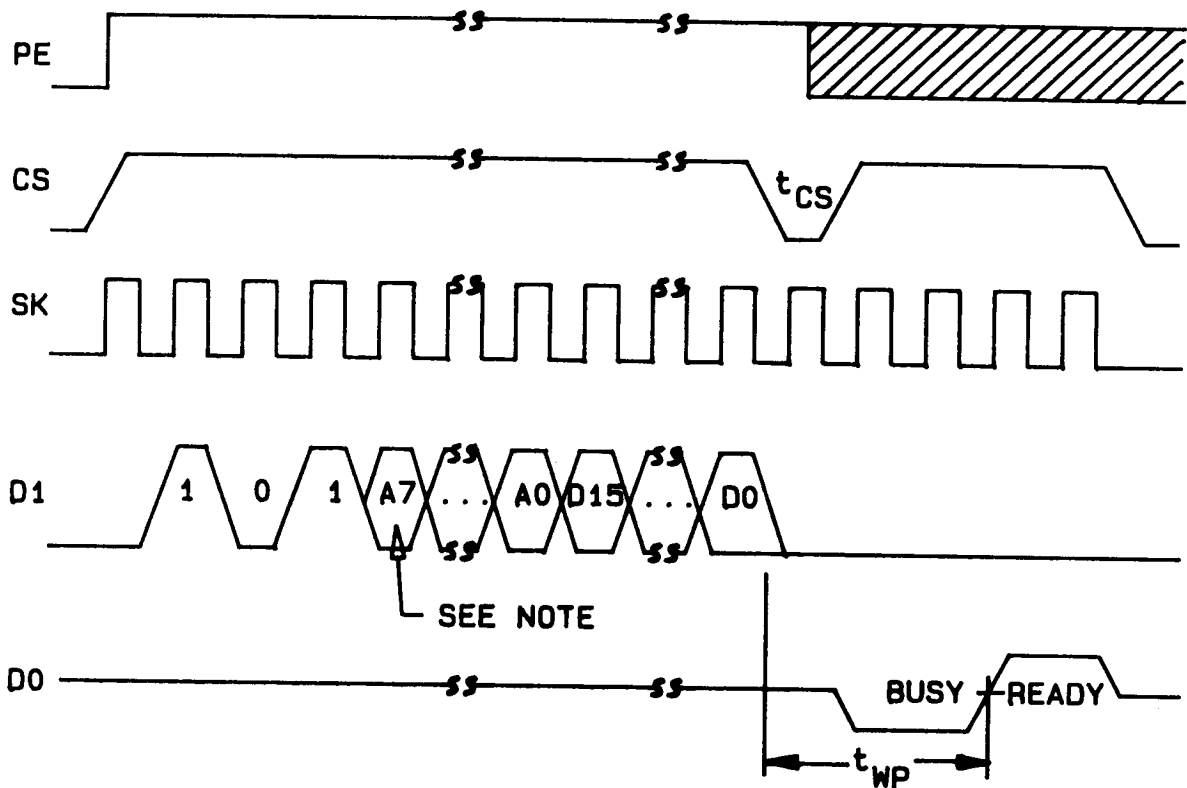 PE
CS
t CS
SK
D1
1 0 1 A7 ... A0 D15 ... D0
SEE NOTE
D0
BUSY READY
t WP